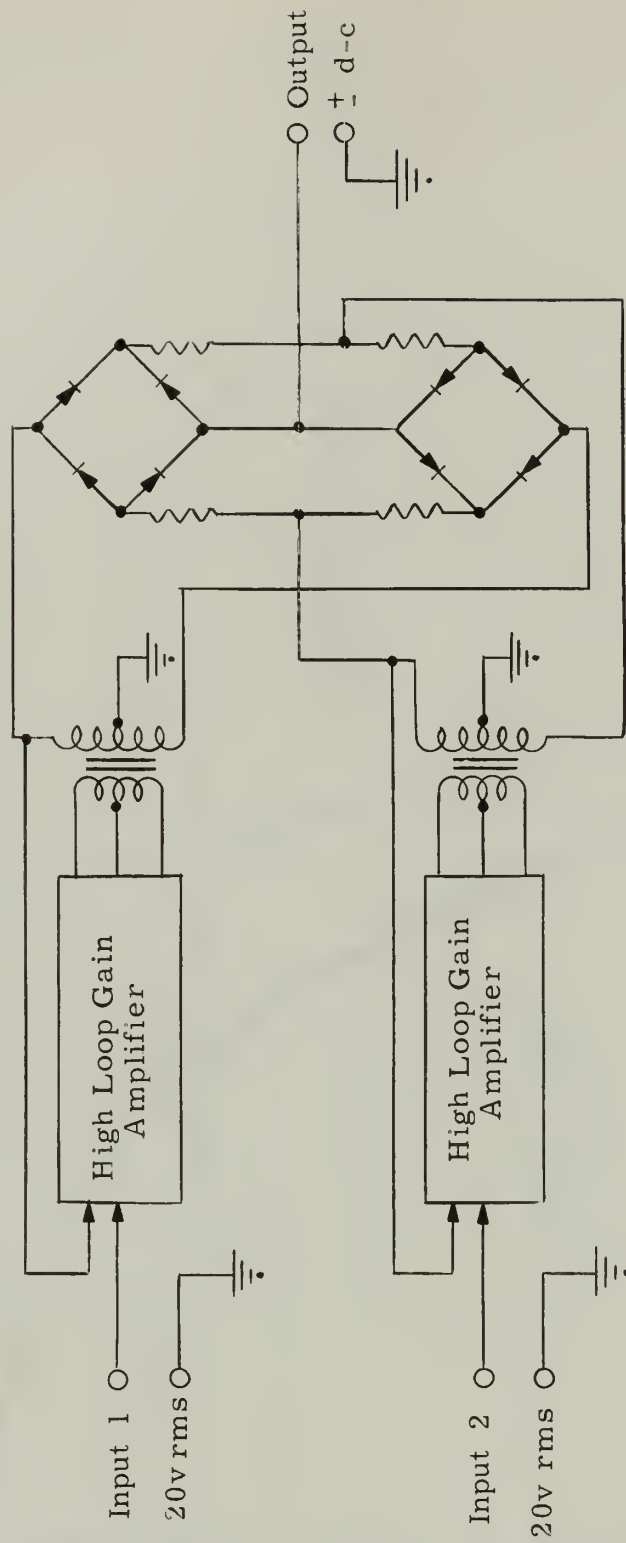 Input 1
20v rms
High Loop Gain
Amplifier
Output
± d-c
Input 2
20v rms
High Loop Gain
Amplifier